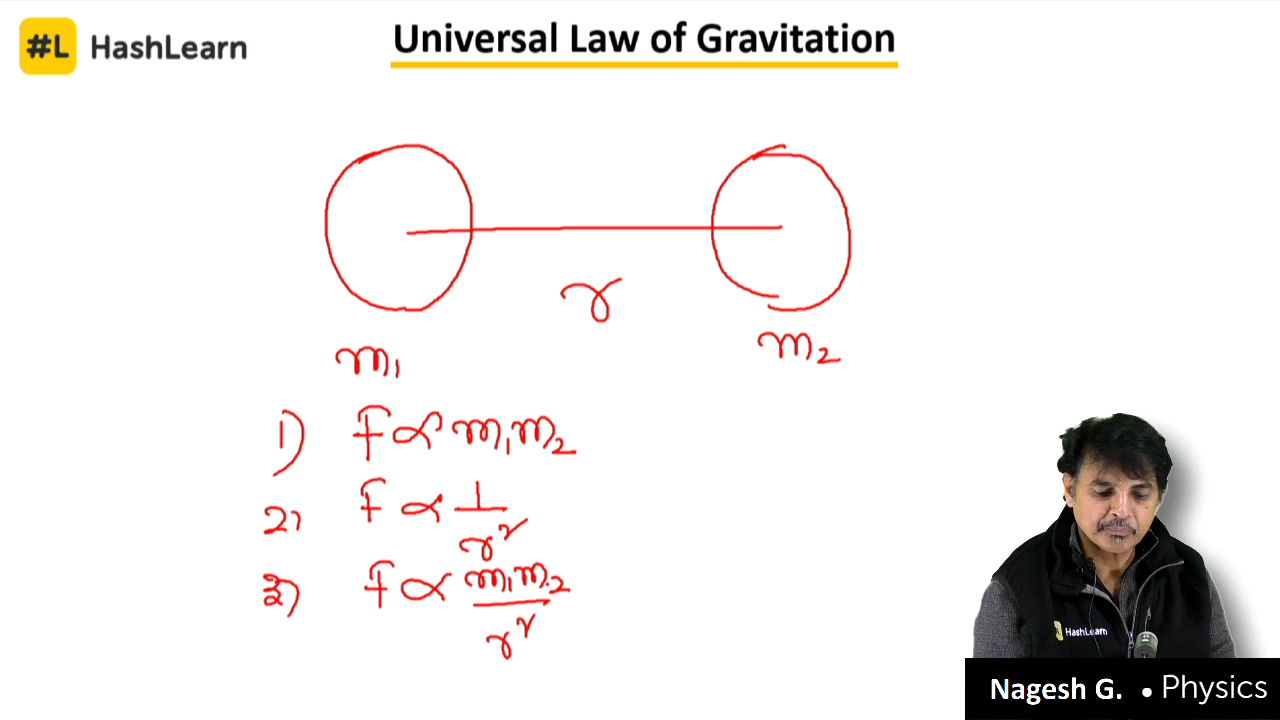 #L HashLearn
Universal Law of Gravitation
r
m₁
m₂
1) F ∝ m₁m₂
2) F ∝ 1/r²
3) F ∝ m₁m₂/r²
HashLearn
Nagesh G. • Physics